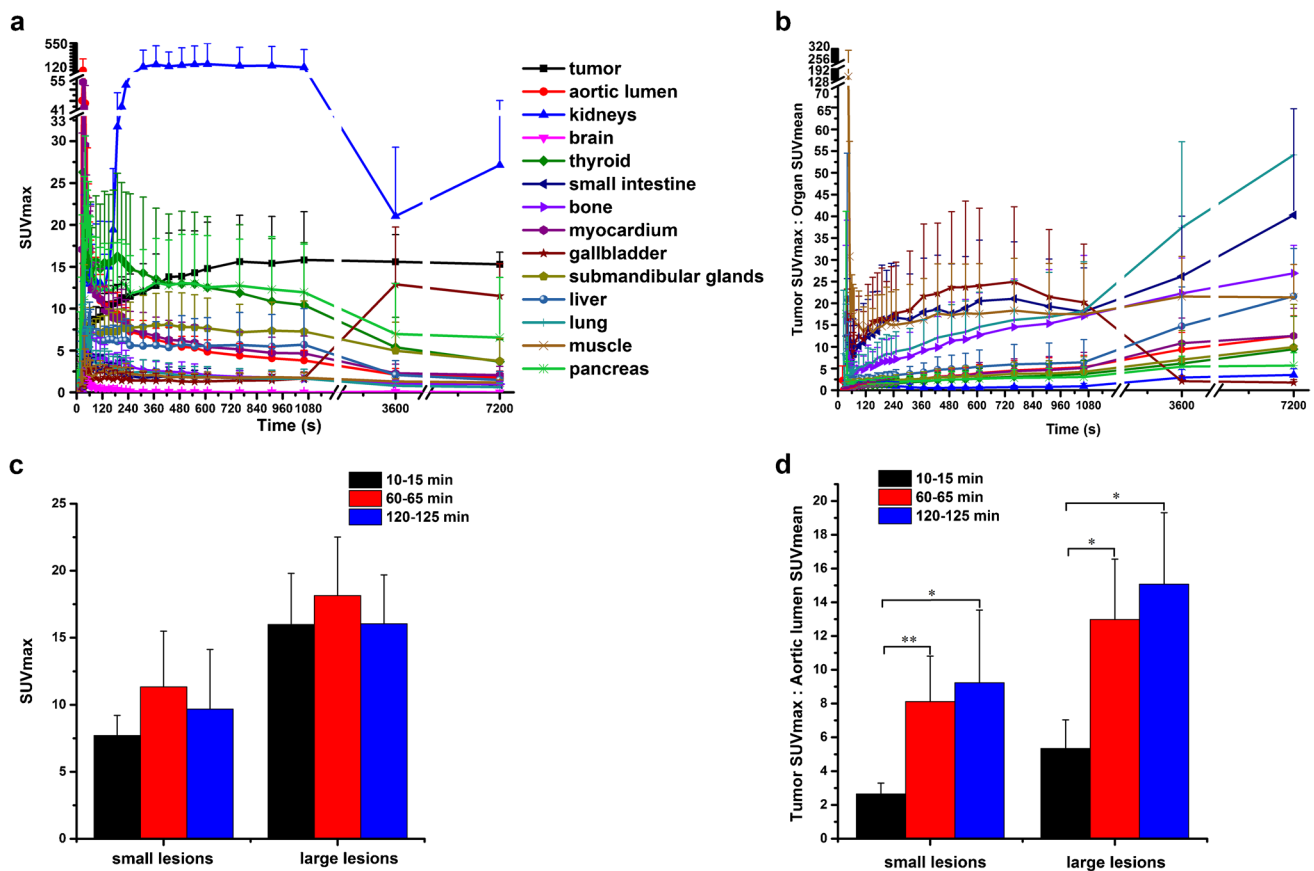 a
550
120
55
41
33
30
25
20
15
10
5
0
SUVmax
0 120 240 360 480 600 720 840 960 1080 3600 7200
Time (s)
tumor
aortic lumen
kidneys
brain
thyroid
small intestine
bone
myocardium
gallbladder
submandibular glands
liver
lung
muscle
pancreas
b
320
256
192
128
70
65
60
55
50
45
40
35
30
25
20
15
10
5
0
Tumor SUVmax : Organ SUVmean
0 120 240 360 480 600 720 840 960 1080 3600 7200
Time (s)
c
10-15 min
60-65 min
120-125 min
25
20
15
10
5
0
SUVmax
small lesions large lesions
d
10-15 min
60-65 min
120-125 min
20
18
16
14
12
10
8
6
4
2
0
Tumor SUVmax : Aortic lumen SUVmean
*
*
*
**
small lesions large lesions